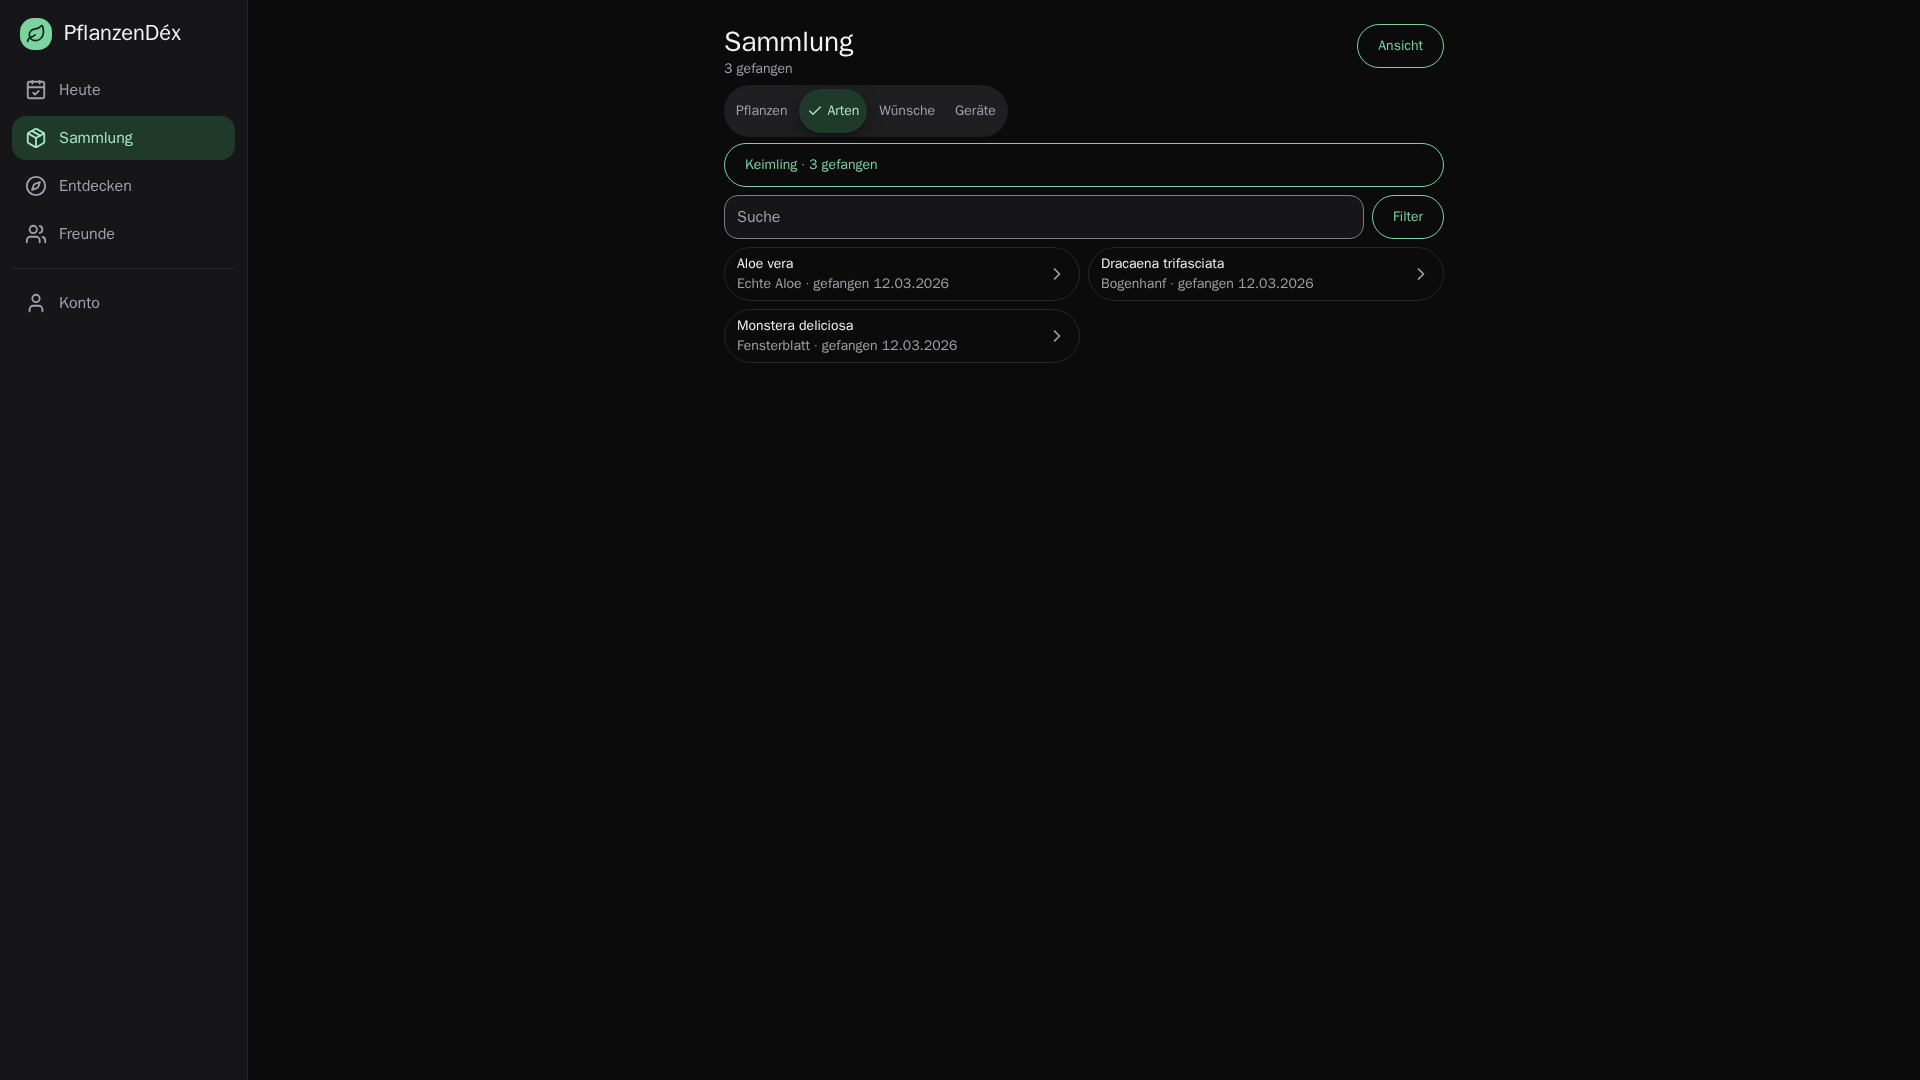 PflanzenDéx
Heute
Sammlung
Entdecken
Freunde
Konto
Sammlung
3 gefangen
Ansicht
Pflanzen
Arten
Wünsche
Geräte
Keimling · 3 gefangen
Suche
Filter
Aloe vera
Echte Aloe · gefangen 12.03.2026
Dracaena trifasciata
Bogenhanf · gefangen 12.03.2026
Monstera deliciosa
Fensterblatt · gefangen 12.03.2026